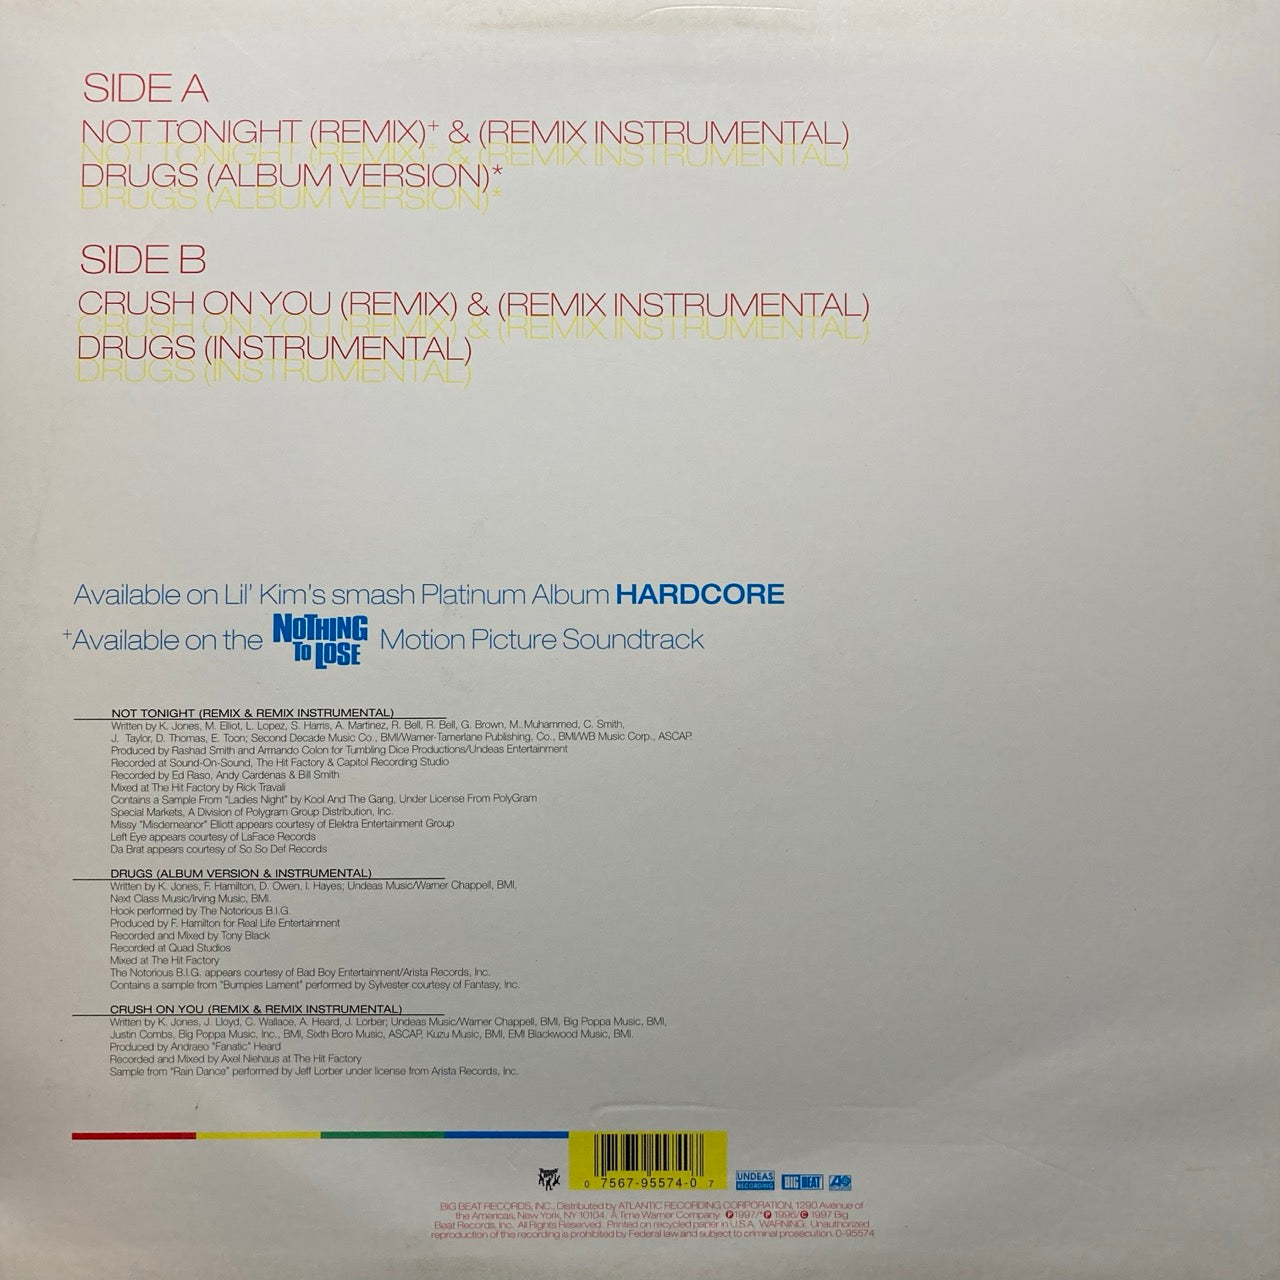 SIDE A
NOT TONIGHT (REMIX)+ & (REMIX INSTRUMENTAL)
NOT TONIGHT (REMIX)+ & (REMIX INSTRUMENTAL)
DRUGS (ALBUM VERSION)*
DRUGS (ALBUM VERSION)*
SIDE B
CRUSH ON YOU (REMIX) & (REMIX INSTRUMENTAL)
CRUSH ON YOU (REMIX) & (REMIX INSTRUMENTAL)
DRUGS (INSTRUMENTAL)
DRUGS (INSTRUMENTAL)
Available on Lil' Kim's smash Platinum Album HARDCORE
+Available on the NOTHING TO LOSE Motion Picture Soundtrack
NOT TONIGHT (REMIX & REMIX INSTRUMENTAL)
Written by K. Jones, M. Elliot, L. Lopez, S. Harris, A. Martinez, R. Bell, R. Bell, G. Brown, M. Muhammed, C. Smith,
J. Taylor, D. Thomas, E. Toon; Second Decade Music Co., BMI/Warner-Tamerlane Publishing, Co., BMI/WB Music Corp., ASCAP.
Produced by Rashad Smith and Armando Colon for Tumbling Dice Productions/Undeas Entertainment
Recorded at Sound-On-Sound, The Hit Factory & Capitol Recording Studio
Recorded by Ed Raso, Andy Cardenas & Bill Smith
Mixed at The Hit Factory by Rick Travali
Contains a Sample From "Ladies Night" by Kool And The Gang, Under License From PolyGram
Special Markets, A Division of Polygram Group Distribution, Inc.
Missy "Misdemeanor" Elliott appears courtesy of Elektra Entertainment Group
Left Eye appears courtesy of LaFace Records
Da Brat appears courtesy of So So Def Records
DRUGS (ALBUM VERSION & INSTRUMENTAL)
Written by K. Jones, F. Hamilton, D. Owen, I. Hayes; Undeas Music/Warner Chappell, BMI,
Next Class Music/Irving Music, BMI.
Hook performed by The Notorious B.I.G.
Produced by F. Hamilton for Real Life Entertainment
Recorded and Mixed by Tony Black
Recorded at Quad Studios
Mixed at The Hit Factory
The Notorious B.I.G. appears courtesy of Bad Boy Entertainment/Arista Records, Inc.
Contains a sample from "Bumpies Lament" performed by Sylvester courtesy of Fantasy, Inc.
CRUSH ON YOU (REMIX & REMIX INSTRUMENTAL)
Written by K. Jones, J. Lloyd, C. Wallace, A. Heard, J. Lorber; Undeas Music/Warner Chappell, BMI, Big Poppa Music, BMI,
Justin Combs, Big Poppa Music, Inc., BMI, Sixth Boro Music, ASCAP, Kuzu Music, BMI, EMI Blackwood Music, BMI.
Produced by Andraeo "Fanatic" Heard
Recorded and Mixed by Axel Niehaus at The Hit Factory
Sample from "Rain Dance" performed by Jeff Lorber under license from Arista Records, Inc.
0 7567-95574-0 7
UNDEAS RECORDING BIG BEAT
BIG BEAT RECORDS, INC., Distributed by ATLANTIC RECORDING CORPORATION, 1290 Avenue of
the Americas, New York, NY 10104. A Time Warner Company. ℗1997/*℗ 1996/© 1997 Big
Beat Records, Inc. All Rights Reserved. Printed on recycled paper in U.S.A. WARNING: Unauthorized
reproduction of this recording is prohibited by Federal law and subject to criminal prosecution. 0-95574